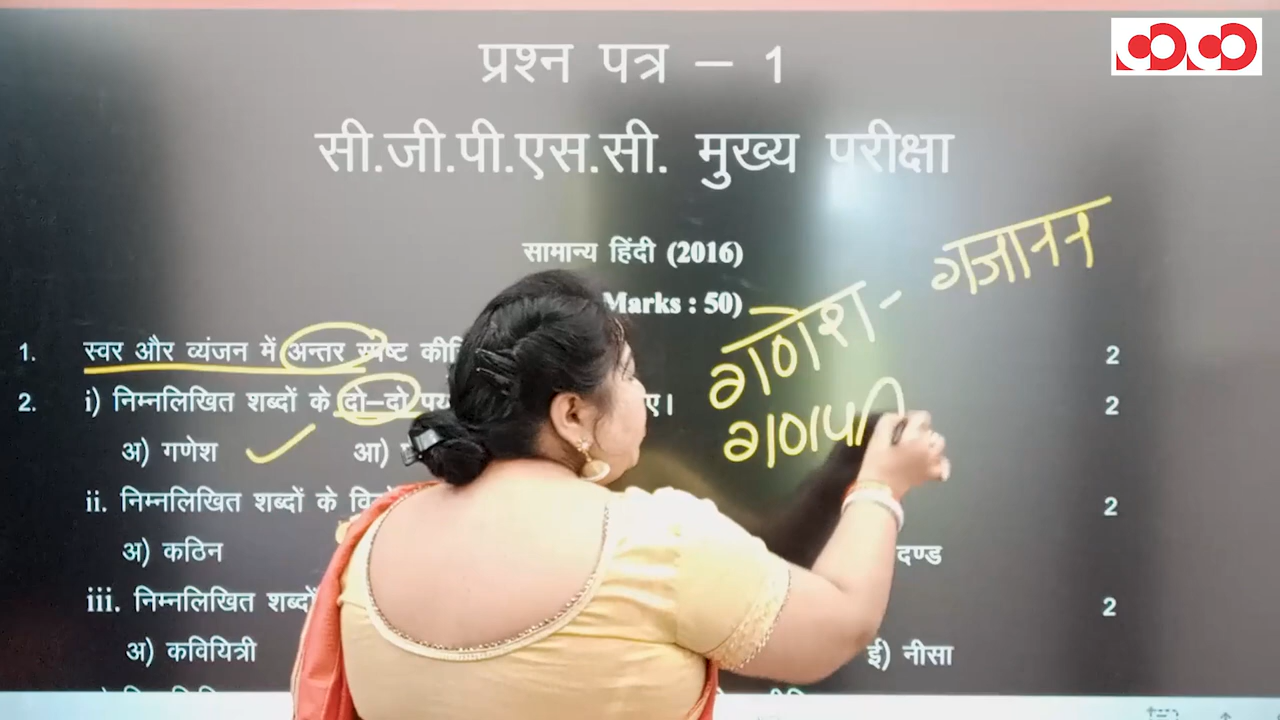 प्रश्न पत्र – 1
सी.जी.पी.एस.सी. मुख्य परीक्षा
सामान्य हिंदी (2016)
Marks : 50)
1. स्वर और व्यंजन में अन्तर स्पष्ट 2
2. i) निम्नलिखित शब्दों के दो–दो 2
अ) गणेश आ)
ii. निम्नलिखित शब्दों के 2
अ) कठिन दण्ड
iii. निम्नलिखित शब्दों 2
अ) कवियित्री ई) नीसा
गणेश - गजानन